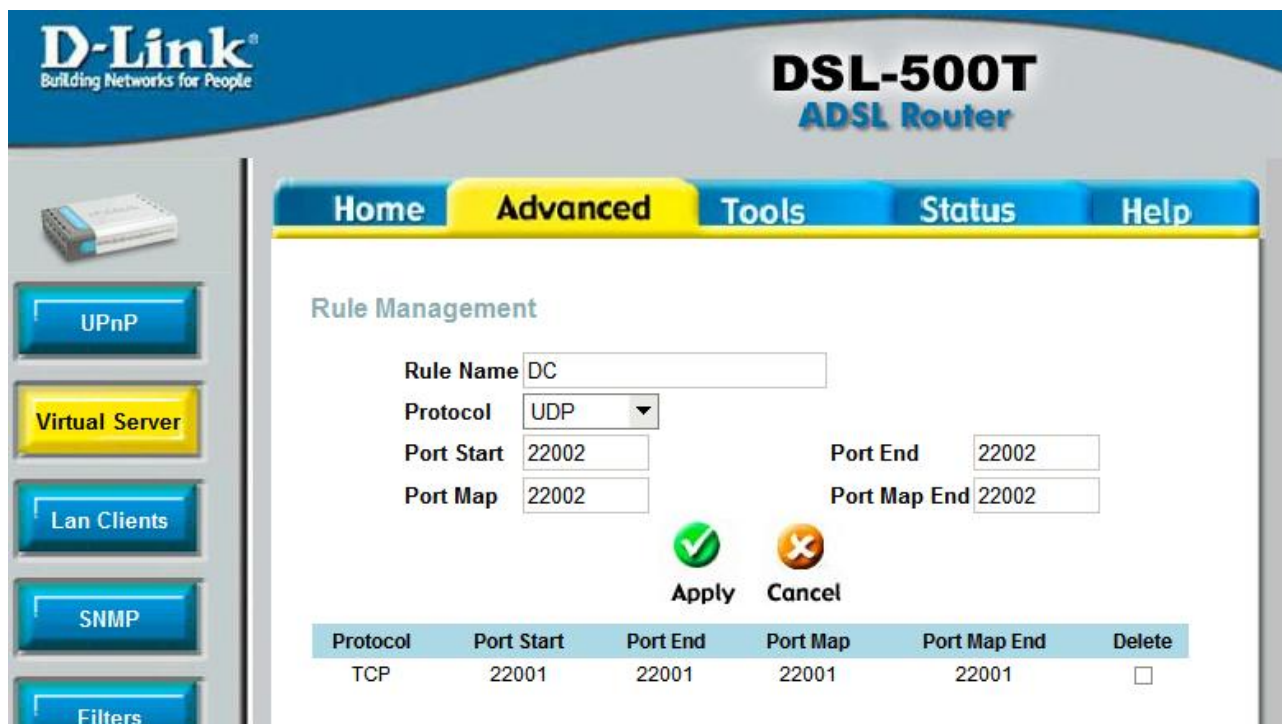 D-Link®
Building Networks for People
DSL-500T
ADSL Router
Home Advanced Tools Status Help
UPnP
Virtual Server
Lan Clients
SNMP
Filters
Rule Management
Rule Name DC
Protocol UDP
Port Start 22002 Port End 22002
Port Map 22002 Port Map End 22002
Apply Cancel
Protocol Port Start Port End Port Map Port Map End Delete
TCP 22001 22001 22001 22001